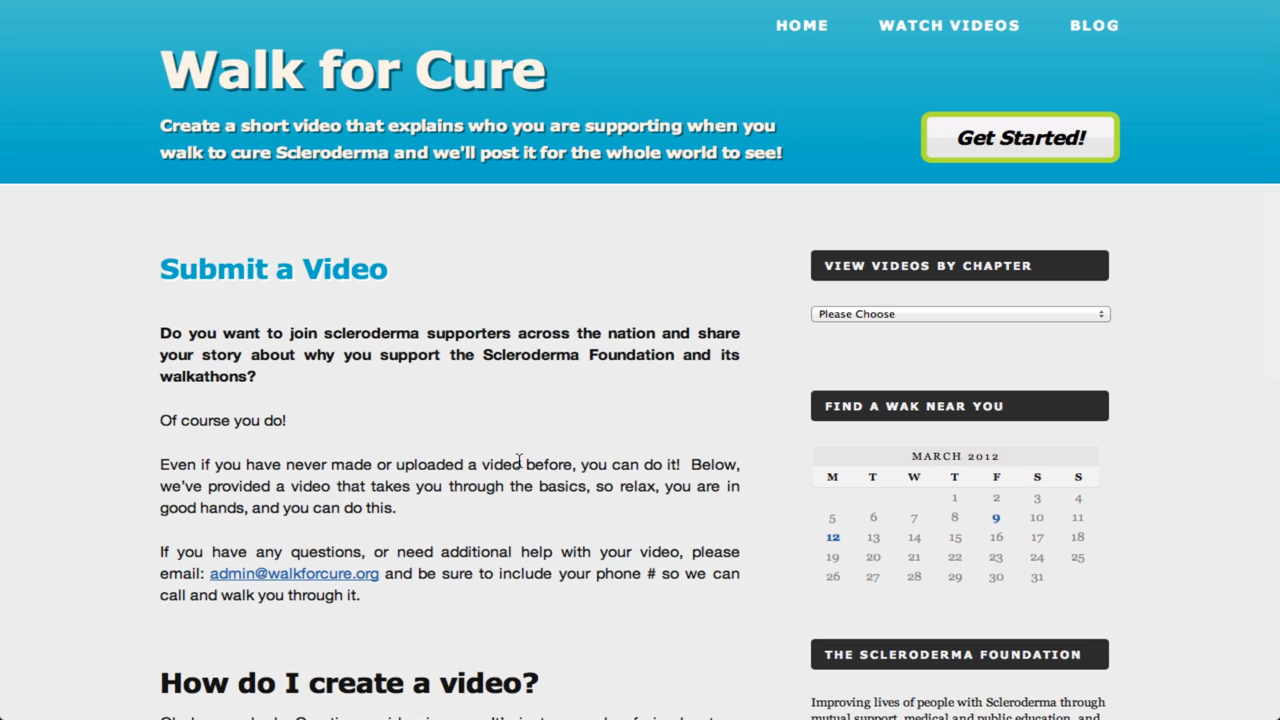 HOME WATCH VIDEOS BLOG
Walk for Cure
Create a short video that explains who you are supporting when you
walk to cure Scleroderma and we'll post it for the whole world to see!
Get Started!
Submit a Video
Do you want to join scleroderma supporters across the nation and share
your story about why you support the Scleroderma Foundation and its
walkathons?
Of course you do!
Even if you have never made or uploaded a video before, you can do it! Below,
we've provided a video that takes you through the basics, so relax, you are in
good hands, and you can do this.
If you have any questions, or need additional help with your video, please
email: admin@walkforcure.org and be sure to include your phone # so we can
call and walk you through it.
How do I create a video?
VIEW VIDEOS BY CHAPTER
Please Choose
FIND A WAK NEAR YOU
MARCH 2012
M T W T F S S
1 2 3 4
5 6 7 8 9 10 11
12 13 14 15 16 17 18
19 20 21 22 23 24 25
26 27 28 29 30 31
THE SCLERODERMA FOUNDATION
Improving lives of people with Scleroderma through
mutual support, medical and public education, and